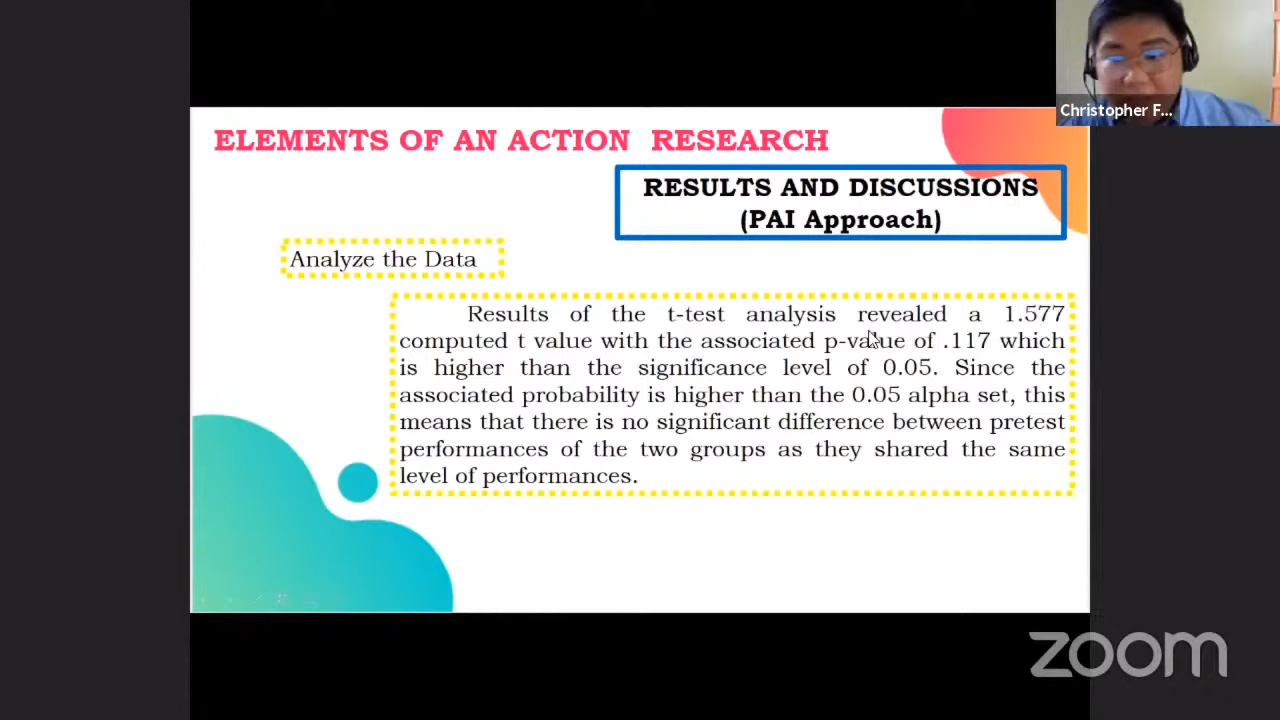 Christopher F...
ELEMENTS OF AN ACTION RESEARCH
RESULTS AND DISCUSSIONS
(PAI Approach)
Analyze the Data
Results of the t-test analysis revealed a 1.577
computed t value with the associated p-value of .117 which
is higher than the significance level of 0.05. Since the
associated probability is higher than the 0.05 alpha set, this
means that there is no significant difference between pretest
performances of the two groups as they shared the same
level of performances.
zoom